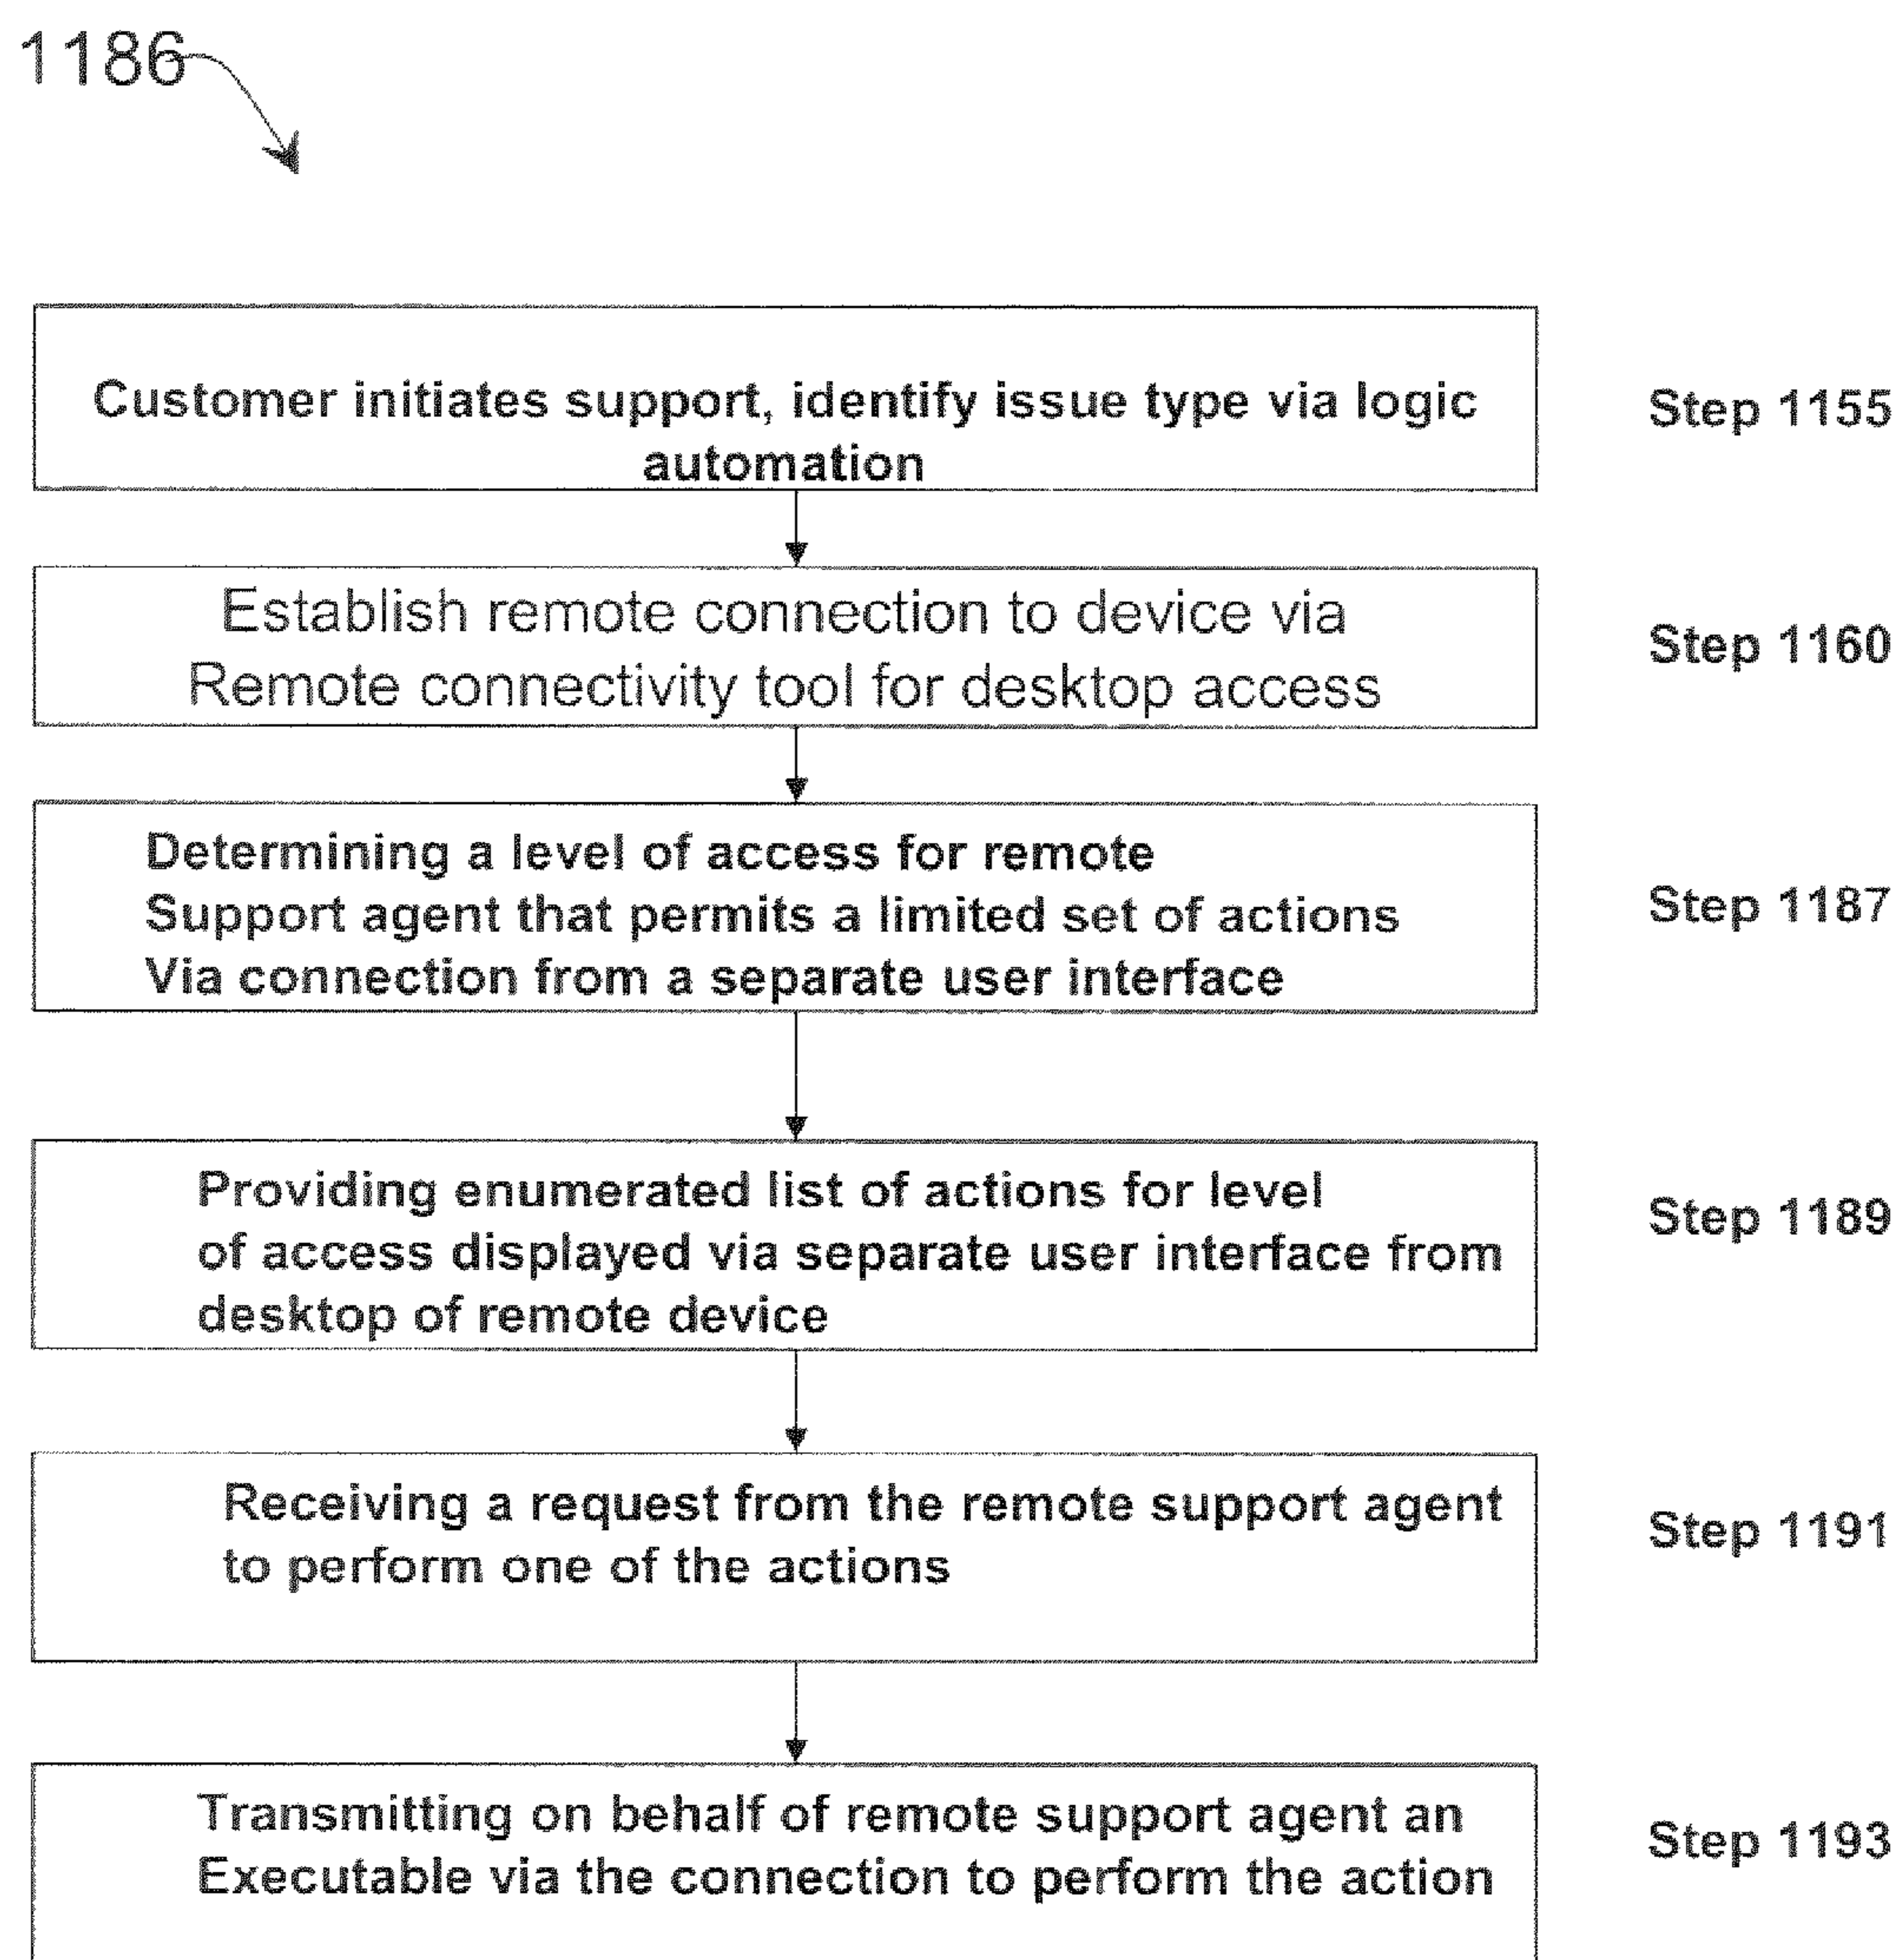 1186
Customer initiates support, identify issue type via logic
automation
Step 1155
Establish remote connection to device via
Remote connectivity tool for desktop access
Step 1160
Determining a level of access for remote
Support agent that permits a limited set of actions
Via connection from a separate user interface
Step 1187
Providing enumerated list of actions for level
of access displayed via separate user interface from
desktop of remote device
Step 1189
Receiving a request from the remote support agent
to perform one of the actions
Step 1191
Transmitting on behalf of remote support agent an
Executable via the connection to perform the action
Step 1193